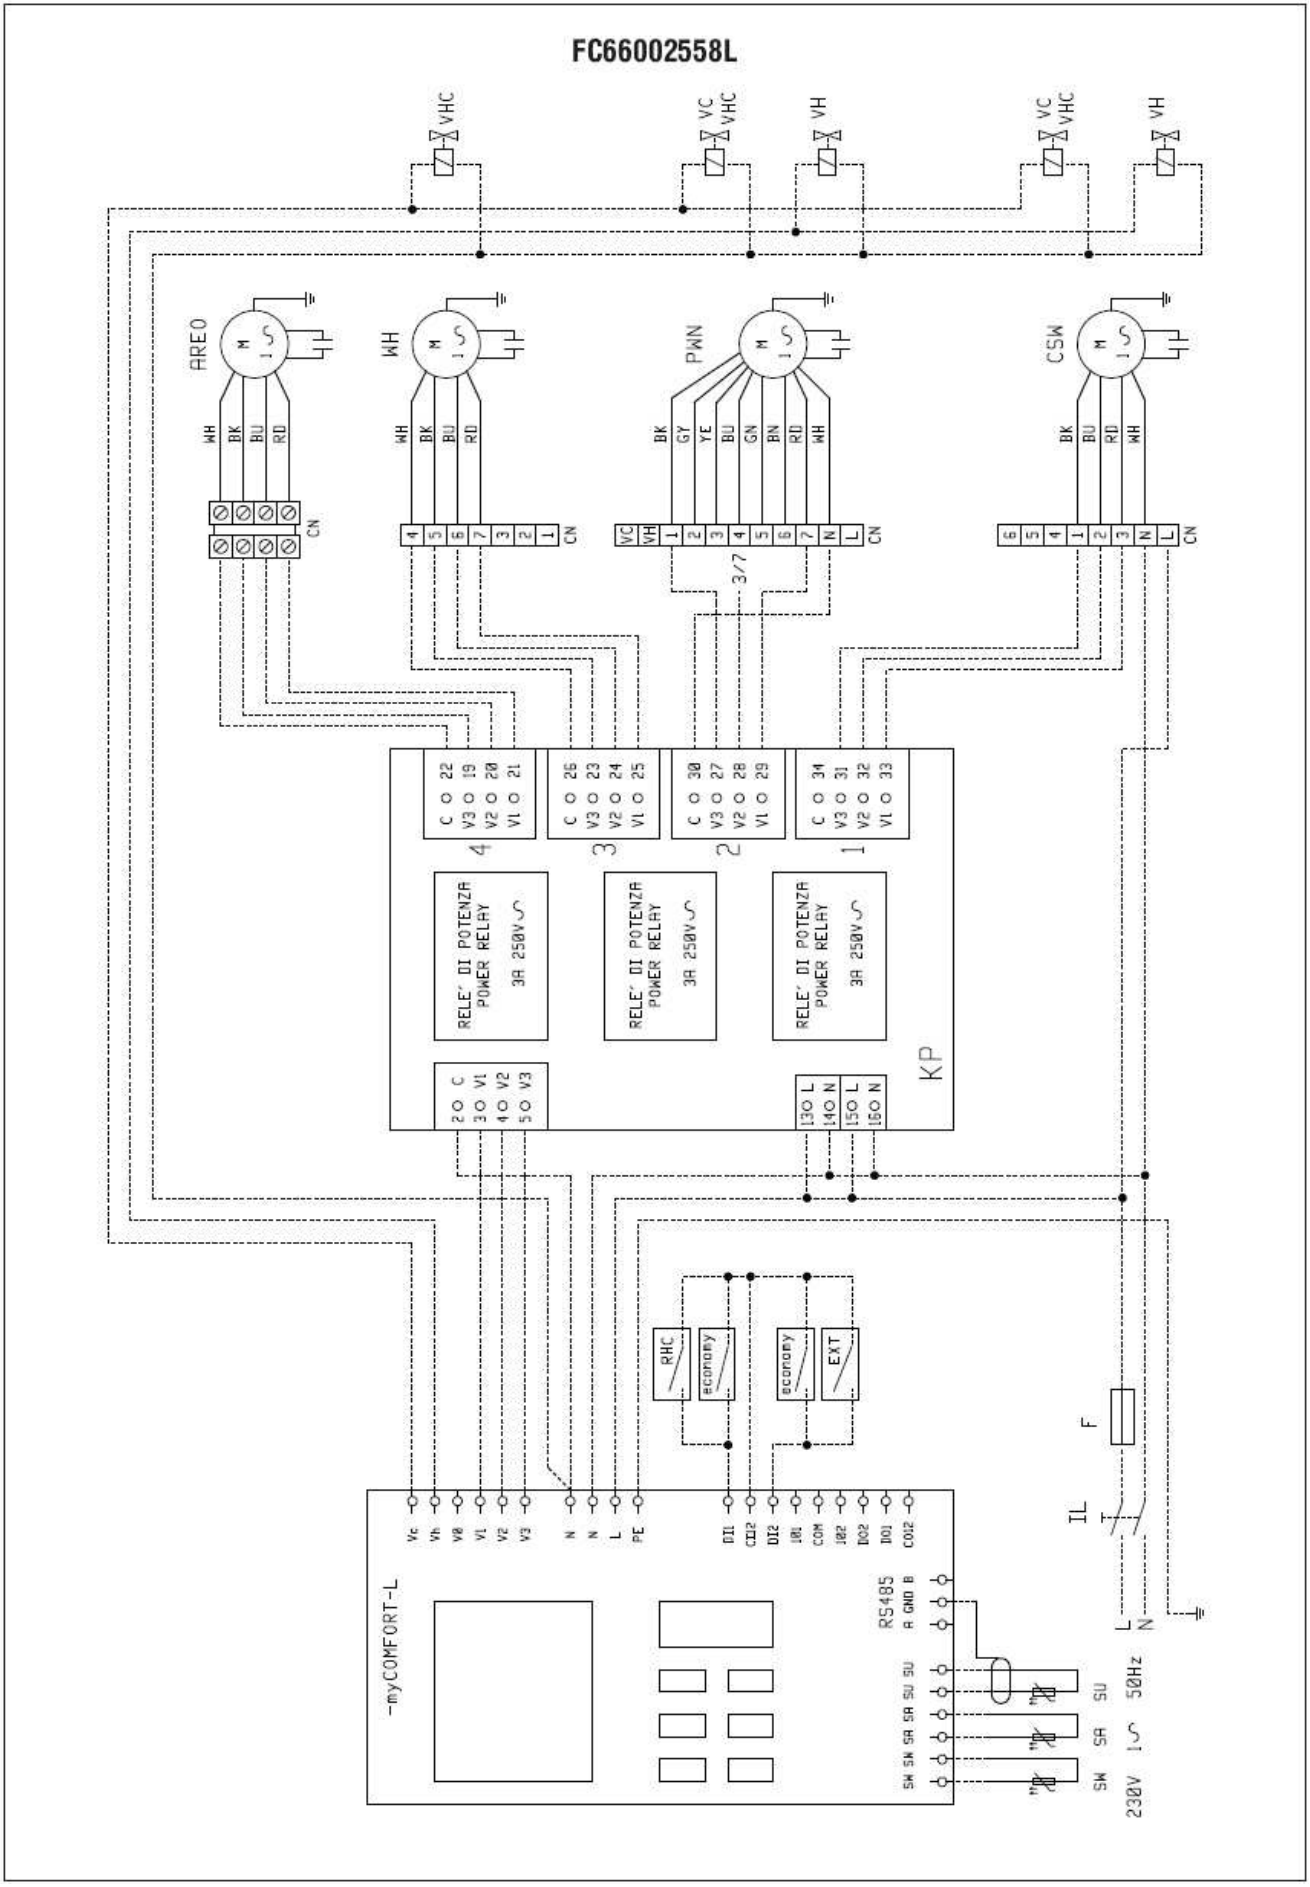 FC66002558L
VHC
VC
VHC
VH
VC
VHC
VH
AREO
M
1
WH
M
1
PWN
M
1
CSW
M
1
WH
BK
BU
RD
WH
BK
BU
RD
BK
GY
YE
BU
GN
BN
RD
WH
BK
BU
RD
WH
CN
4
5
6
7
3
2
1
CN
VC
VH
1
2
3
4
5
6
7
N
L
CN
6
5
4
1
2
3
N
L
CN
3/7
C 22
V3 19
V2 20
V1 21
C 26
V3 23
V2 24
V1 25
C 30
V3 27
V2 28
V1 29
C 34
V3 31
V2 32
V1 33
4
3
2
1
RELE' DI POTENZA
POWER RELAY
3A 250V
RELE' DI POTENZA
POWER RELAY
3A 250V
RELE' DI POTENZA
POWER RELAY
3A 250V
KP
2 C
3 V1
4 V2
5 V3
13 L
14 N
15 L
16 N
RHC
economy
economy
EXT
F
IL
Vc
Vh
V0
V1
V2
V3
N
N
L
PE
DI1
CI12
DI2
101
COM
102
DO2
DO1
CO12
-myCOMFORT-L
RS485
A GND B
SW SW SA SA SU SU
L
N
SW
SA
SU
230V 1 50Hz